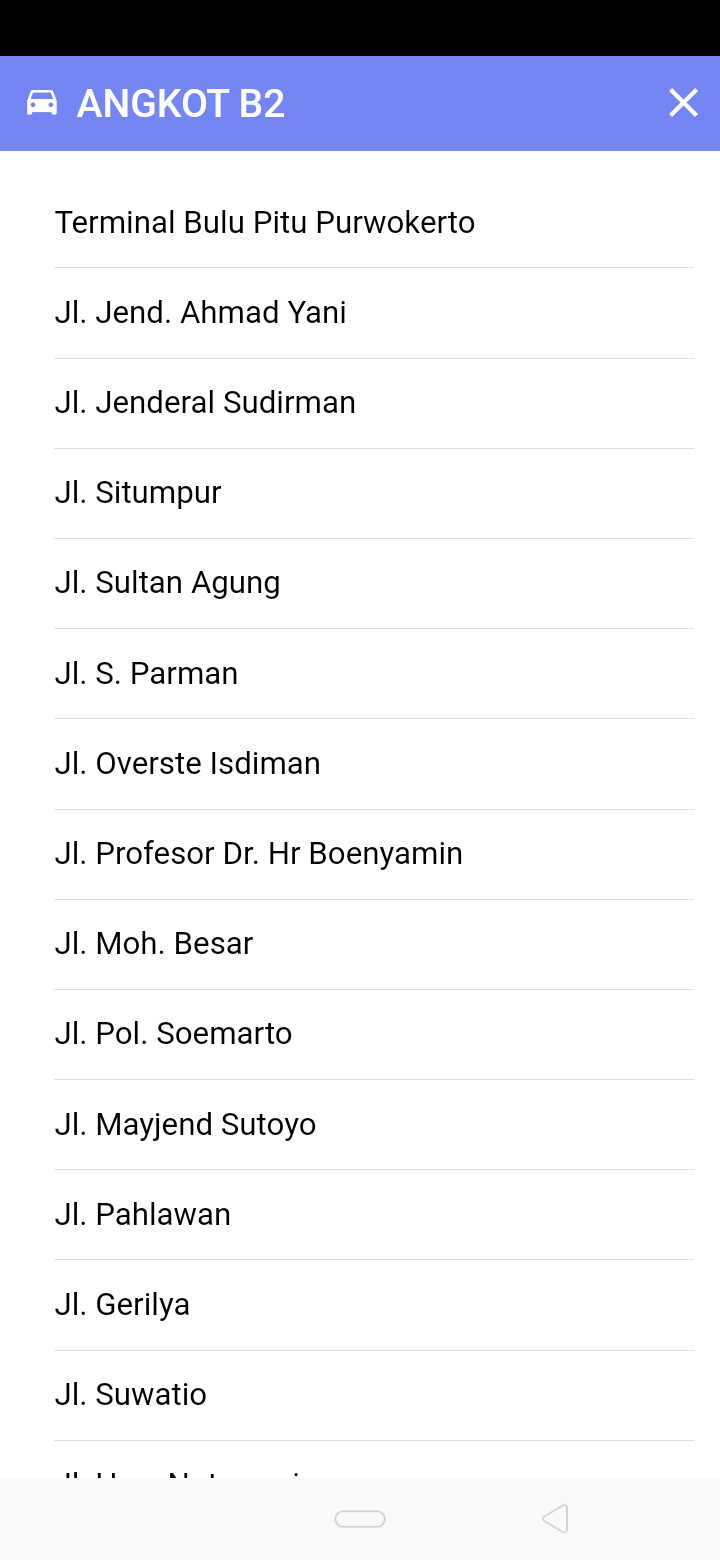 ANGKOT B2
Terminal Bulu Pitu Purwokerto
Jl. Jend. Ahmad Yani
Jl. Jenderal Sudirman
Jl. Situmpur
Jl. Sultan Agung
Jl. S. Parman
Jl. Overste Isdiman
Jl. Profesor Dr. Hr Boenyamin
Jl. Moh. Besar
Jl. Pol. Soemarto
Jl. Mayjend Sutoyo
Jl. Pahlawan
Jl. Gerilya
Jl. Suwatio
Jl.